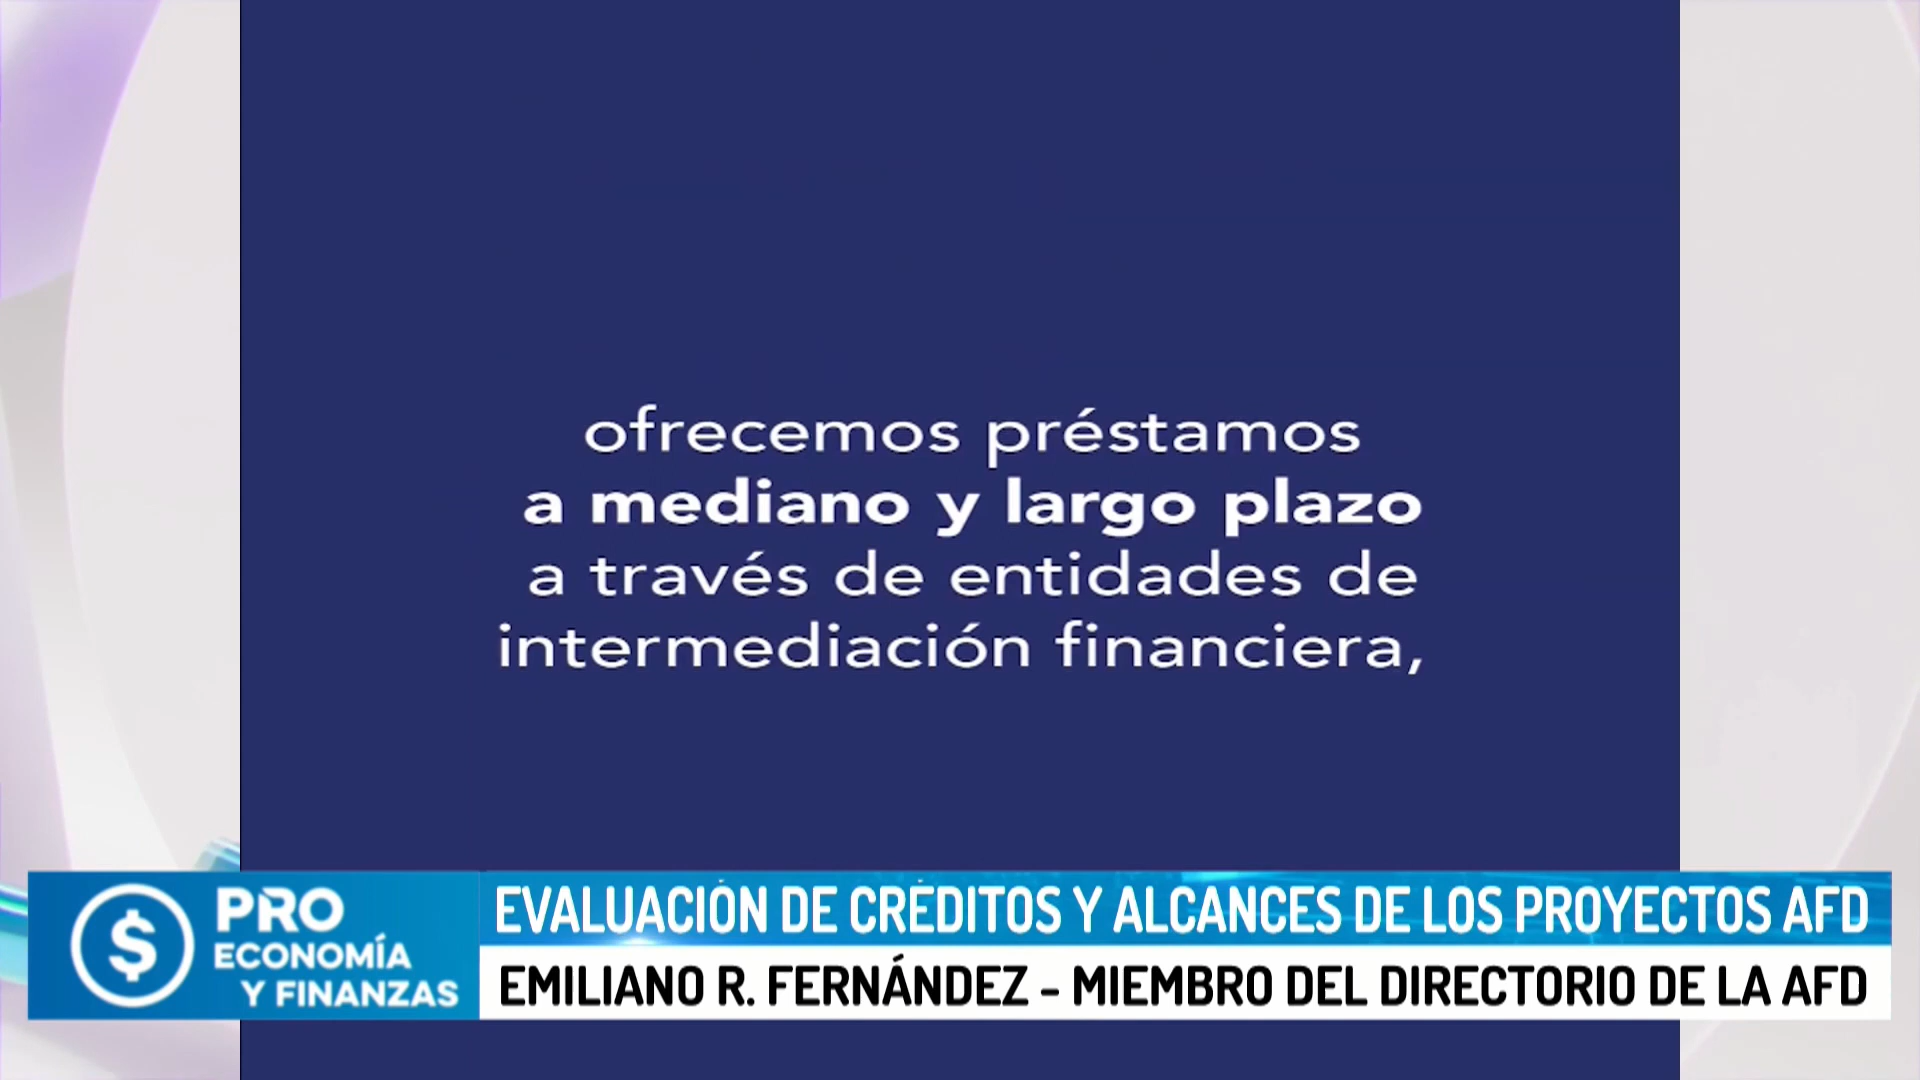 ofrecemos préstamos
a mediano y largo plazo
a través de entidades de
intermediación financiera,
$
PRO
ECONOMÍA
Y FINANZAS
EVALUACIÓN DE CRÉDITOS Y ALCANCES DE LOS PROYECTOS AFD
EMILIANO R. FERNÁNDEZ - MIEMBRO DEL DIRECTORIO DE LA AFD